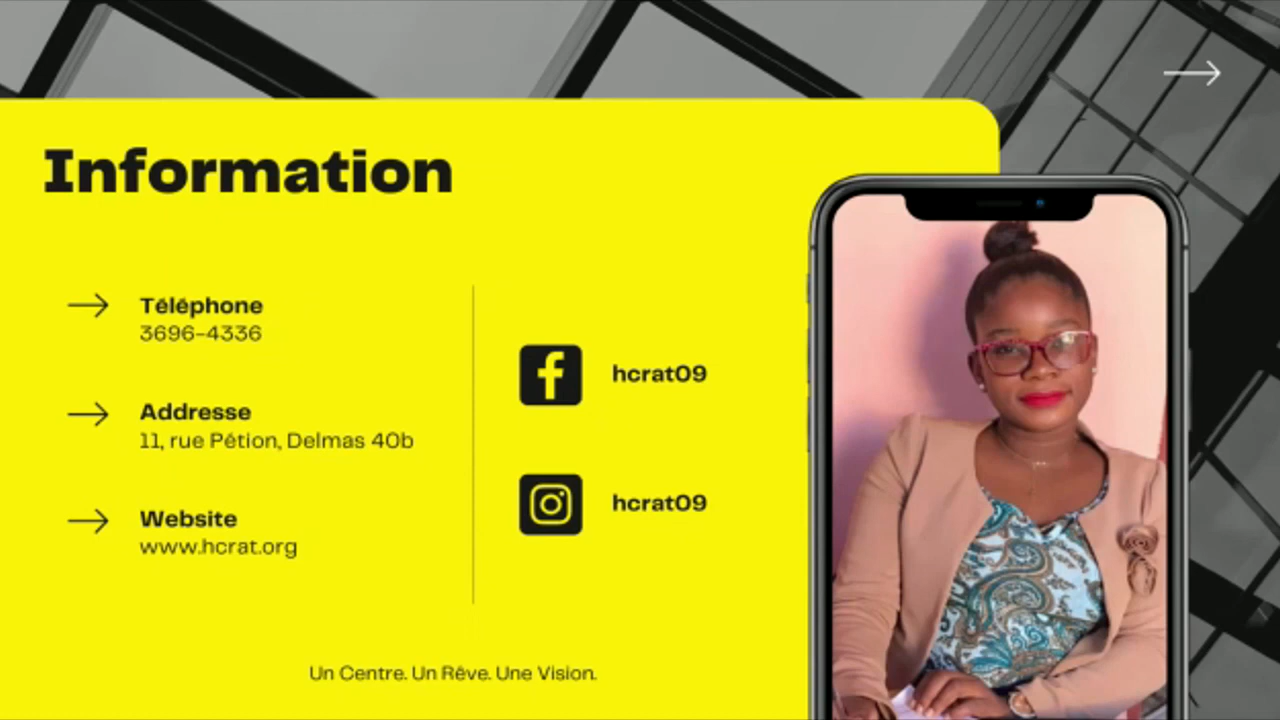 Information
Téléphone
3696-4336
Addresse
11, rue Pétion, Delmas 40b
Website
www.hcrat.org
hcrat09
hcrat09
Un Centre. Un Rêve. Une Vision.